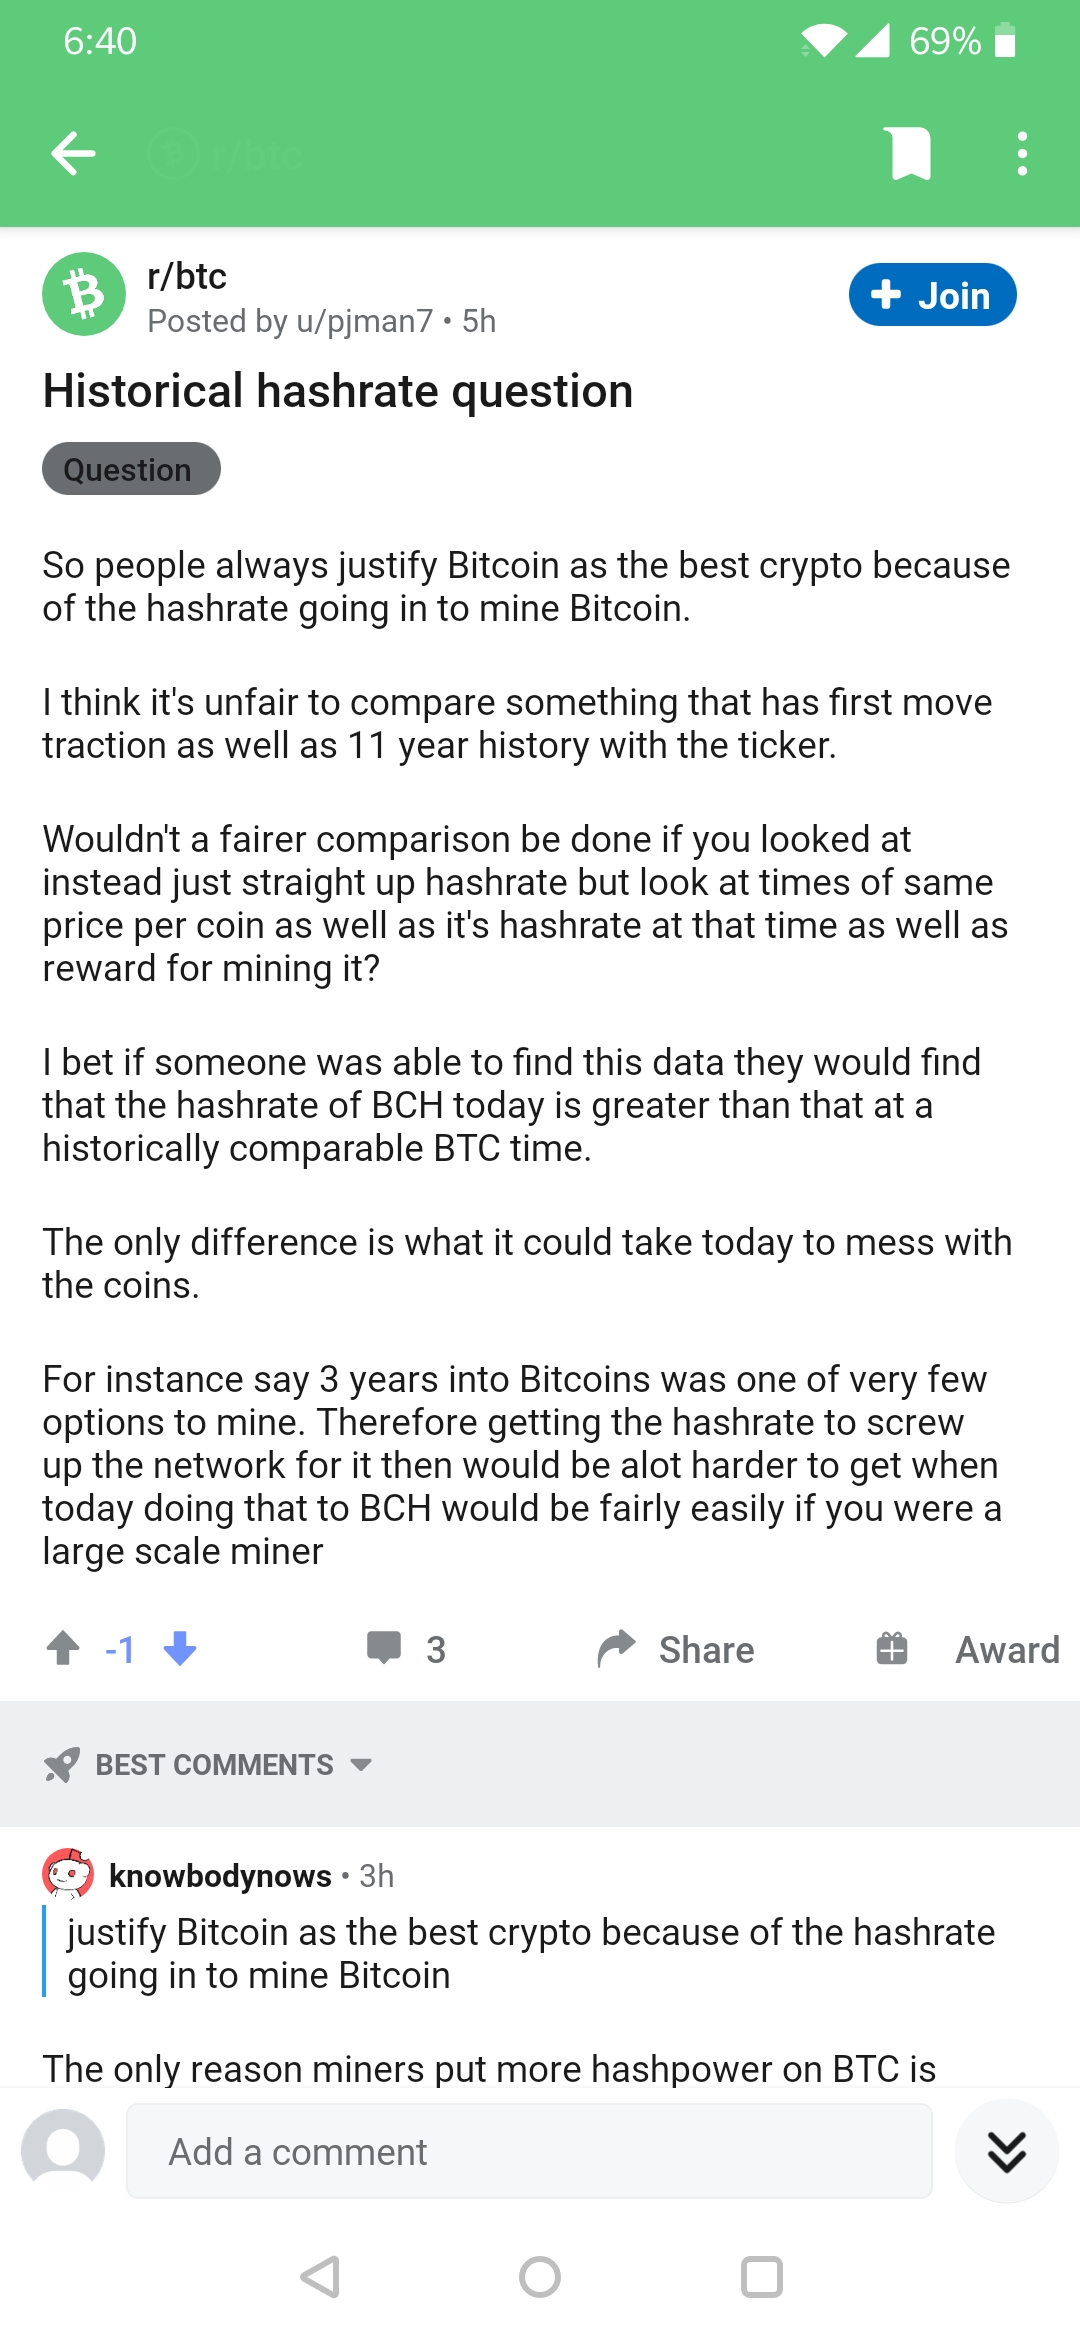 6:40
69%
r/btc
r/btc
Posted by u/pjman7 • 5h
Join
Historical hashrate question
Question
So people always justify Bitcoin as the best crypto because
of the hashrate going in to mine Bitcoin.
I think it's unfair to compare something that has first move
traction as well as 11 year history with the ticker.
Wouldn't a fairer comparison be done if you looked at
instead just straight up hashrate but look at times of same
price per coin as well as it's hashrate at that time as well as
reward for mining it?
I bet if someone was able to find this data they would find
that the hashrate of BCH today is greater than that at a
historically comparable BTC time.
The only difference is what it could take today to mess with
the coins.
For instance say 3 years into Bitcoins was one of very few
options to mine. Therefore getting the hashrate to screw
up the network for it then would be alot harder to get when
today doing that to BCH would be fairly easily if you were a
large scale miner
-1
3
Share
Award
BEST COMMENTS
knowbodynows • 3h
justify Bitcoin as the best crypto because of the hashrate
going in to mine Bitcoin
The only reason miners put more hashpower on BTC is
Add a comment